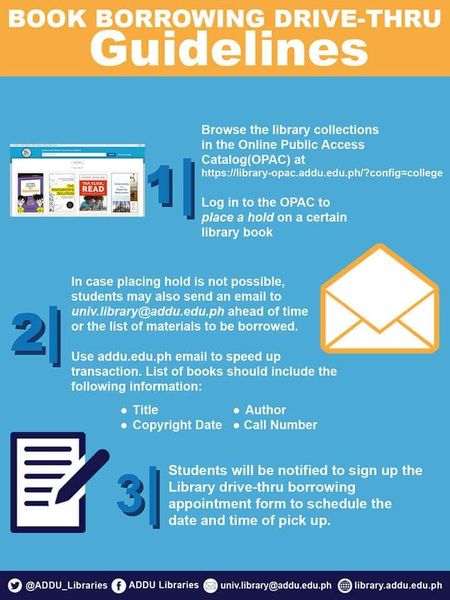 BOOK BORROWING DRIVE-THRU
Guidelines
1
Browse the library collections
in the Online Public Access
Catalog(OPAC) at
https://library-opac.addu.edu.ph/?config=college
Log in to the OPAC to
place a hold on a certain
library book
TAP, CLICK,
READ
2
In case placing hold is not possible,
students may also send an email to
univ.library@addu.edu.ph ahead of time
or the list of materials to be borrowed.
Use addu.edu.ph email to speed up
transaction. List of books should include the
following information:
● Title ● Author
● Copyright Date ● Call Number
3
Students will be notified to sign up the
Library drive-thru borrowing
appointment form to schedule the
date and time of pick up.
@ADDU_Libraries ADDU Libraries univ.library@addu.edu.ph library.addu.edu.ph